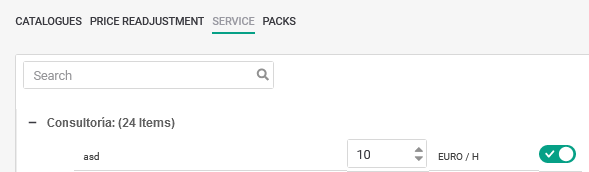 CATALOGUES PRICE READJUSTMENT SERVICE PACKS
Search
− Consultoria: (24 Items)
asd 10 EURO / H